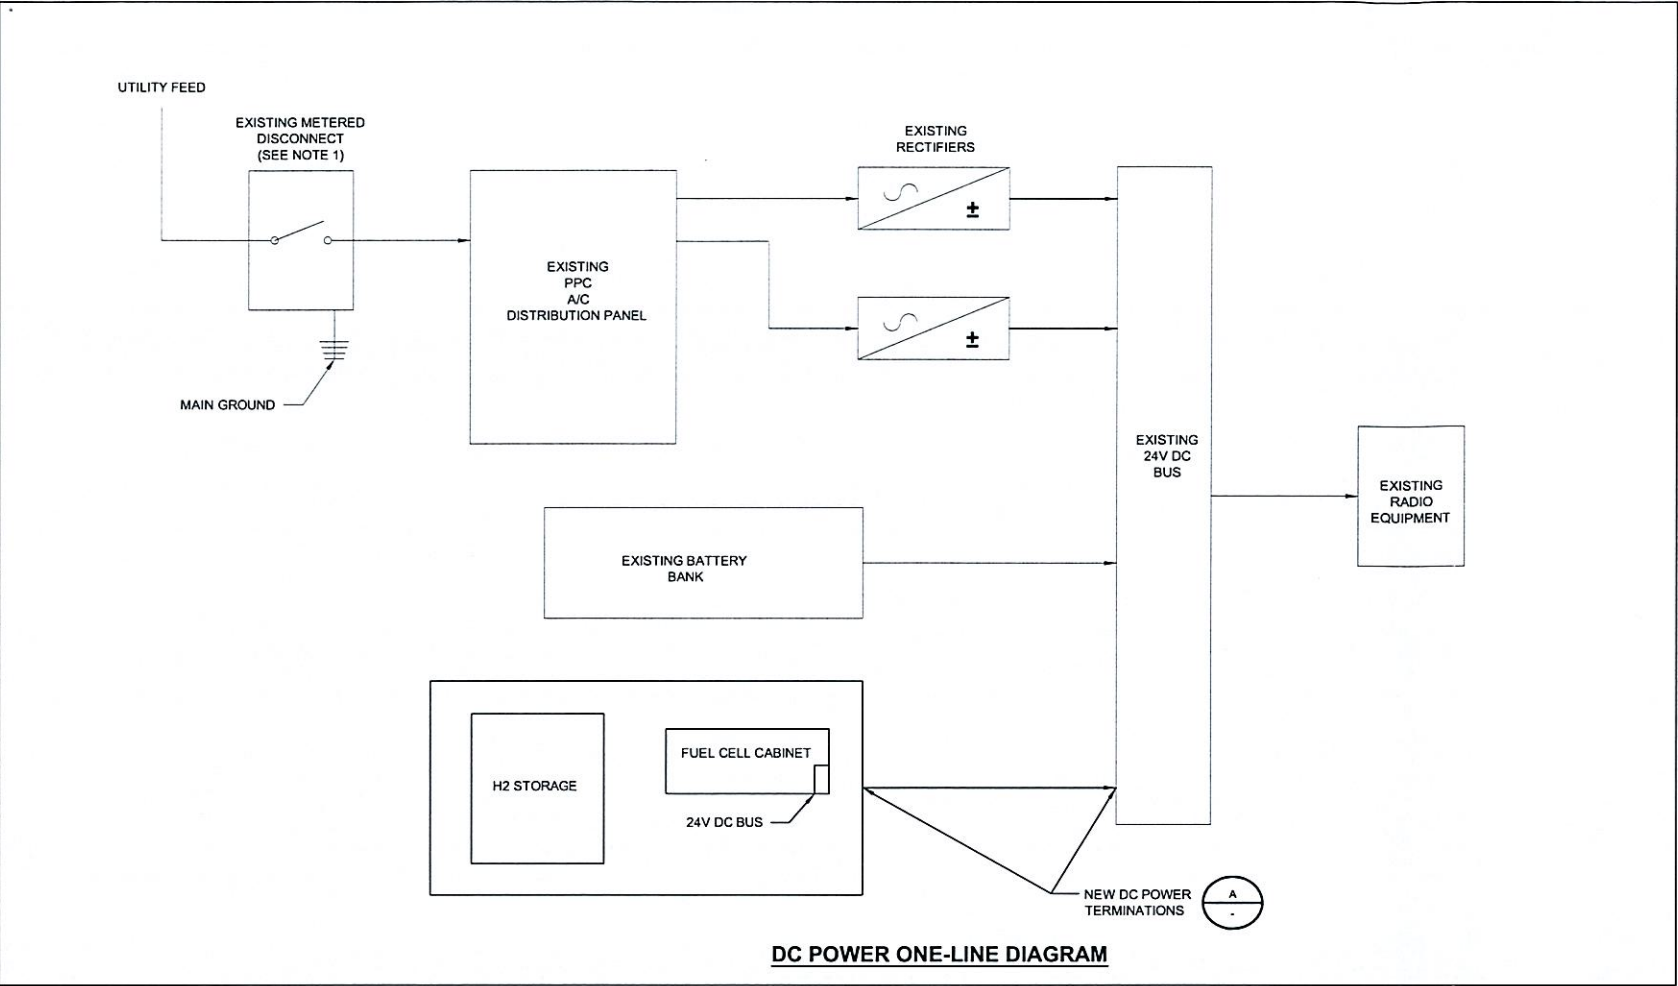 UTILITY FEED
EXISTING METERED
DISCONNECT
(SEE NOTE 1)
MAIN GROUND
EXISTING
PPC
A/C
DISTRIBUTION PANEL
EXISTING
RECTIFIERS
±
±
EXISTING
24V DC
BUS
EXISTING
RADIO
EQUIPMENT
EXISTING BATTERY
BANK
H2 STORAGE
FUEL CELL CABINET
24V DC BUS
NEW DC POWER
TERMINATIONS
A
-
DC POWER ONE-LINE DIAGRAM